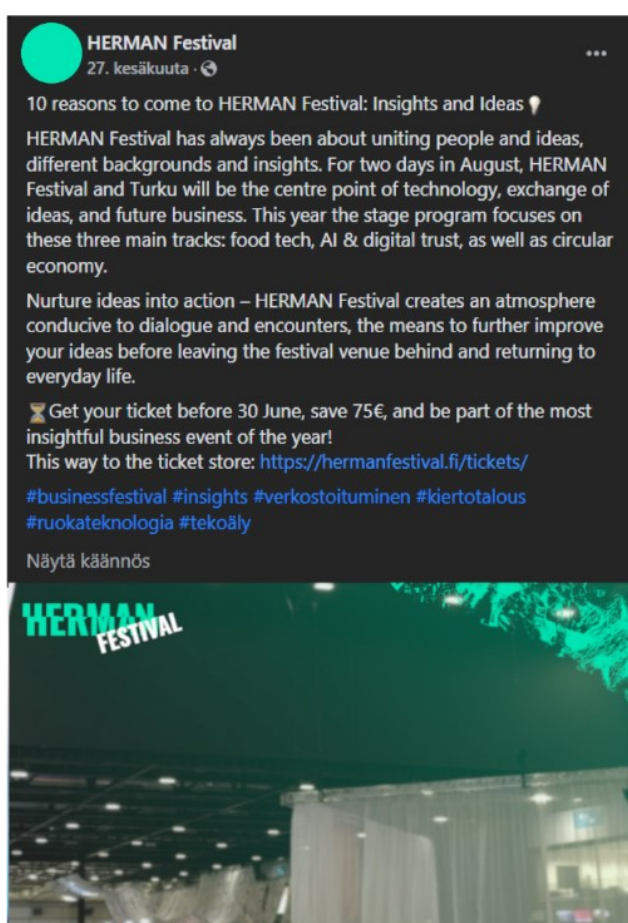 HERMAN Festival
27. kesäkuuta ·
10 reasons to come to HERMAN Festival: Insights and Ideas
HERMAN Festival has always been about uniting people and ideas,
different backgrounds and insights. For two days in August, HERMAN
Festival and Turku will be the centre point of technology, exchange of
ideas, and future business. This year the stage program focuses on
these three main tracks: food tech, AI & digital trust, as well as circular
economy.
Nurture ideas into action – HERMAN Festival creates an atmosphere
conducive to dialogue and encounters, the means to further improve
your ideas before leaving the festival venue behind and returning to
everyday life.
⏳Get your ticket before 30 June, save 75€, and be part of the most
insightful business event of the year!
This way to the ticket store: https://hermanfestival.fi/tickets/
#businessfestival #insights #verkostoituminen #kiertotalous
#ruokateknologia #tekoäly
Näytä käännös
HERMAN
FESTIVAL